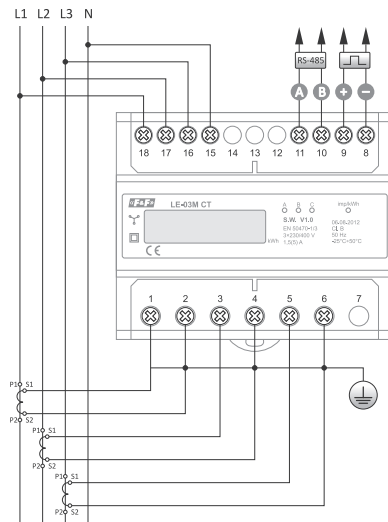 L1 L2 L3 N
RS-485
A B + −
18 17 16 15 14 13 12 11 10 9 8
F&F LE-03M CT
A B C imp/kWh
S.W. V1.0 06.08.2012
EN 50470-1/3 CL B
3×230/400 V 50 Hz
kWh 1,5(5) A -25°C÷60°C
CE
1 2 3 4 5 6 7
P1 S1
P2 S2
P1 S1
P2 S2
P1 S1
P2 S2